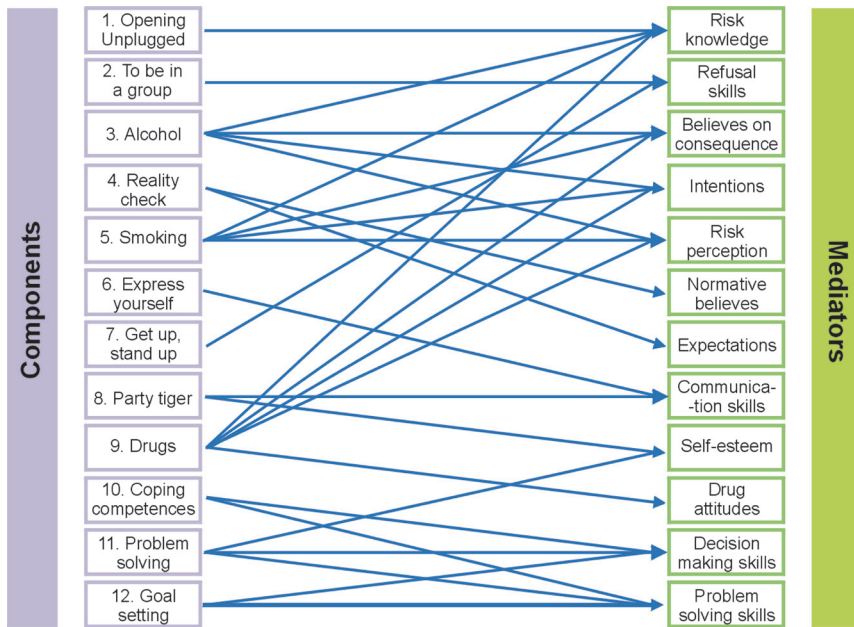 Components
1. Opening
Unplugged
2. To be in
a group
3. Alcohol
4. Reality
check
5. Smoking
6. Express
yourself
7. Get up,
stand up
8. Party tiger
9. Drugs
10. Coping
competences
11. Problem
solving
12. Goal
setting
Risk
knowledge
Refusal
skills
Believes on
consequence
Intentions
Risk
perception
Normative
believes
Expectations
Communica-
-tion skills
Self-esteem
Drug
attitudes
Decision
making skills
Problem
solving skills
Mediators